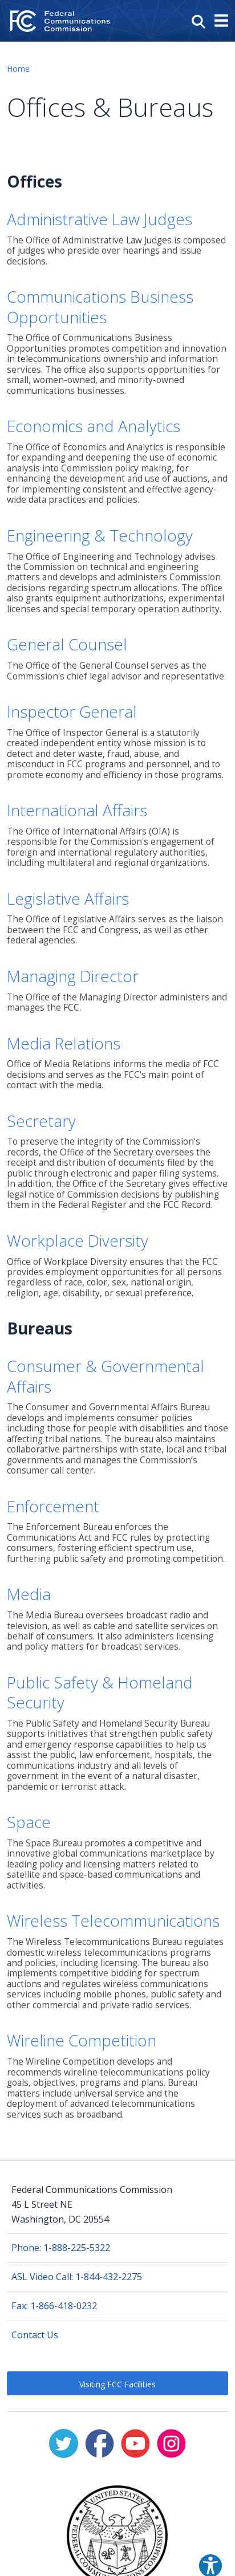 Federal
Communications
Commission
Home
Offices & Bureaus
Offices
Administrative Law Judges
The Office of Administrative Law Judges is composed
of judges who preside over hearings and issue
decisions.
Communications Business
Opportunities
The Office of Communications Business
Opportunities promotes competition and innovation
in telecommunications ownership and information
services. The office also supports opportunities for
small, women-owned, and minority-owned
communications businesses.
Economics and Analytics
The Office of Economics and Analytics is responsible
for expanding and deepening the use of economic
analysis into Commission policy making, for
enhancing the development and use of auctions, and
for implementing consistent and effective agency-
wide data practices and policies.
Engineering & Technology
The Office of Engineering and Technology advises
the Commission on technical and engineering
matters and develops and administers Commission
decisions regarding spectrum allocations. The office
also grants equipment authorizations, experimental
licenses and special temporary operation authority.
General Counsel
The Office of the General Counsel serves as the
Commission's chief legal advisor and representative.
Inspector General
The Office of Inspector General is a statutorily
created independent entity whose mission is to
detect and deter waste, fraud, abuse, and
misconduct in FCC programs and personnel, and to
promote economy and efficiency in those programs.
International Affairs
The Office of International Affairs (OIA) is
responsible for the Commission's engagement of
foreign and international regulatory authorities,
including multilateral and regional organizations.
Legislative Affairs
The Office of Legislative Affairs serves as the liaison
between the FCC and Congress, as well as other
federal agencies.
Managing Director
The Office of the Managing Director administers and
manages the FCC.
Media Relations
Office of Media Relations informs the media of FCC
decisions and serves as the FCC's main point of
contact with the media.
Secretary
To preserve the integrity of the Commission's
records, the Office of the Secretary oversees the
receipt and distribution of documents filed by the
public through electronic and paper filing systems.
In addition, the Office of the Secretary gives effective
legal notice of Commission decisions by publishing
them in the Federal Register and the FCC Record.
Workplace Diversity
Office of Workplace Diversity ensures that the FCC
provides employment opportunities for all persons
regardless of race, color, sex, national origin,
religion, age, disability, or sexual preference.
Bureaus
Consumer & Governmental
Affairs
The Consumer and Governmental Affairs Bureau
develops and implements consumer policies
including those for people with disabilities and those
affecting tribal nations. The bureau also maintains
collaborative partnerships with state, local and tribal
governments and manages the Commission's
consumer call center.
Enforcement
The Enforcement Bureau enforces the
Communications Act and FCC rules by protecting
consumers, fostering efficient spectrum use,
furthering public safety and promoting competition.
Media
The Media Bureau oversees broadcast radio and
television, as well as cable and satellite services on
behalf of consumers. It also administers licensing
and policy matters for broadcast services.
Public Safety & Homeland
Security
The Public Safety and Homeland Security Bureau
supports initiatives that strengthen public safety
and emergency response capabilities to help us
assist the public, law enforcement, hospitals, the
communications industry and all levels of
government in the event of a natural disaster,
pandemic or terrorist attack.
Space
The Space Bureau promotes a competitive and
innovative global communications marketplace by
leading policy and licensing matters related to
satellite and space-based communications and
activities.
Wireless Telecommunications
The Wireless Telecommunications Bureau regulates
domestic wireless telecommunications programs
and policies, including licensing. The bureau also
implements competitive bidding for spectrum
auctions and regulates wireless communications
services including mobile phones, public safety and
other commercial and private radio services.
Wireline Competition
The Wireline Competition develops and
recommends wireline telecommunications policy
goals, objectives, programs and plans. Bureau
matters include universal service and the
deployment of advanced telecommunications
services such as broadband.
Federal Communications Commission
45 L Street NE
Washington, DC 20554
Phone: 1-888-225-5322
ASL Video Call: 1-844-432-2275
Fax: 1-866-418-0232
Contact Us
Visiting FCC Facilities